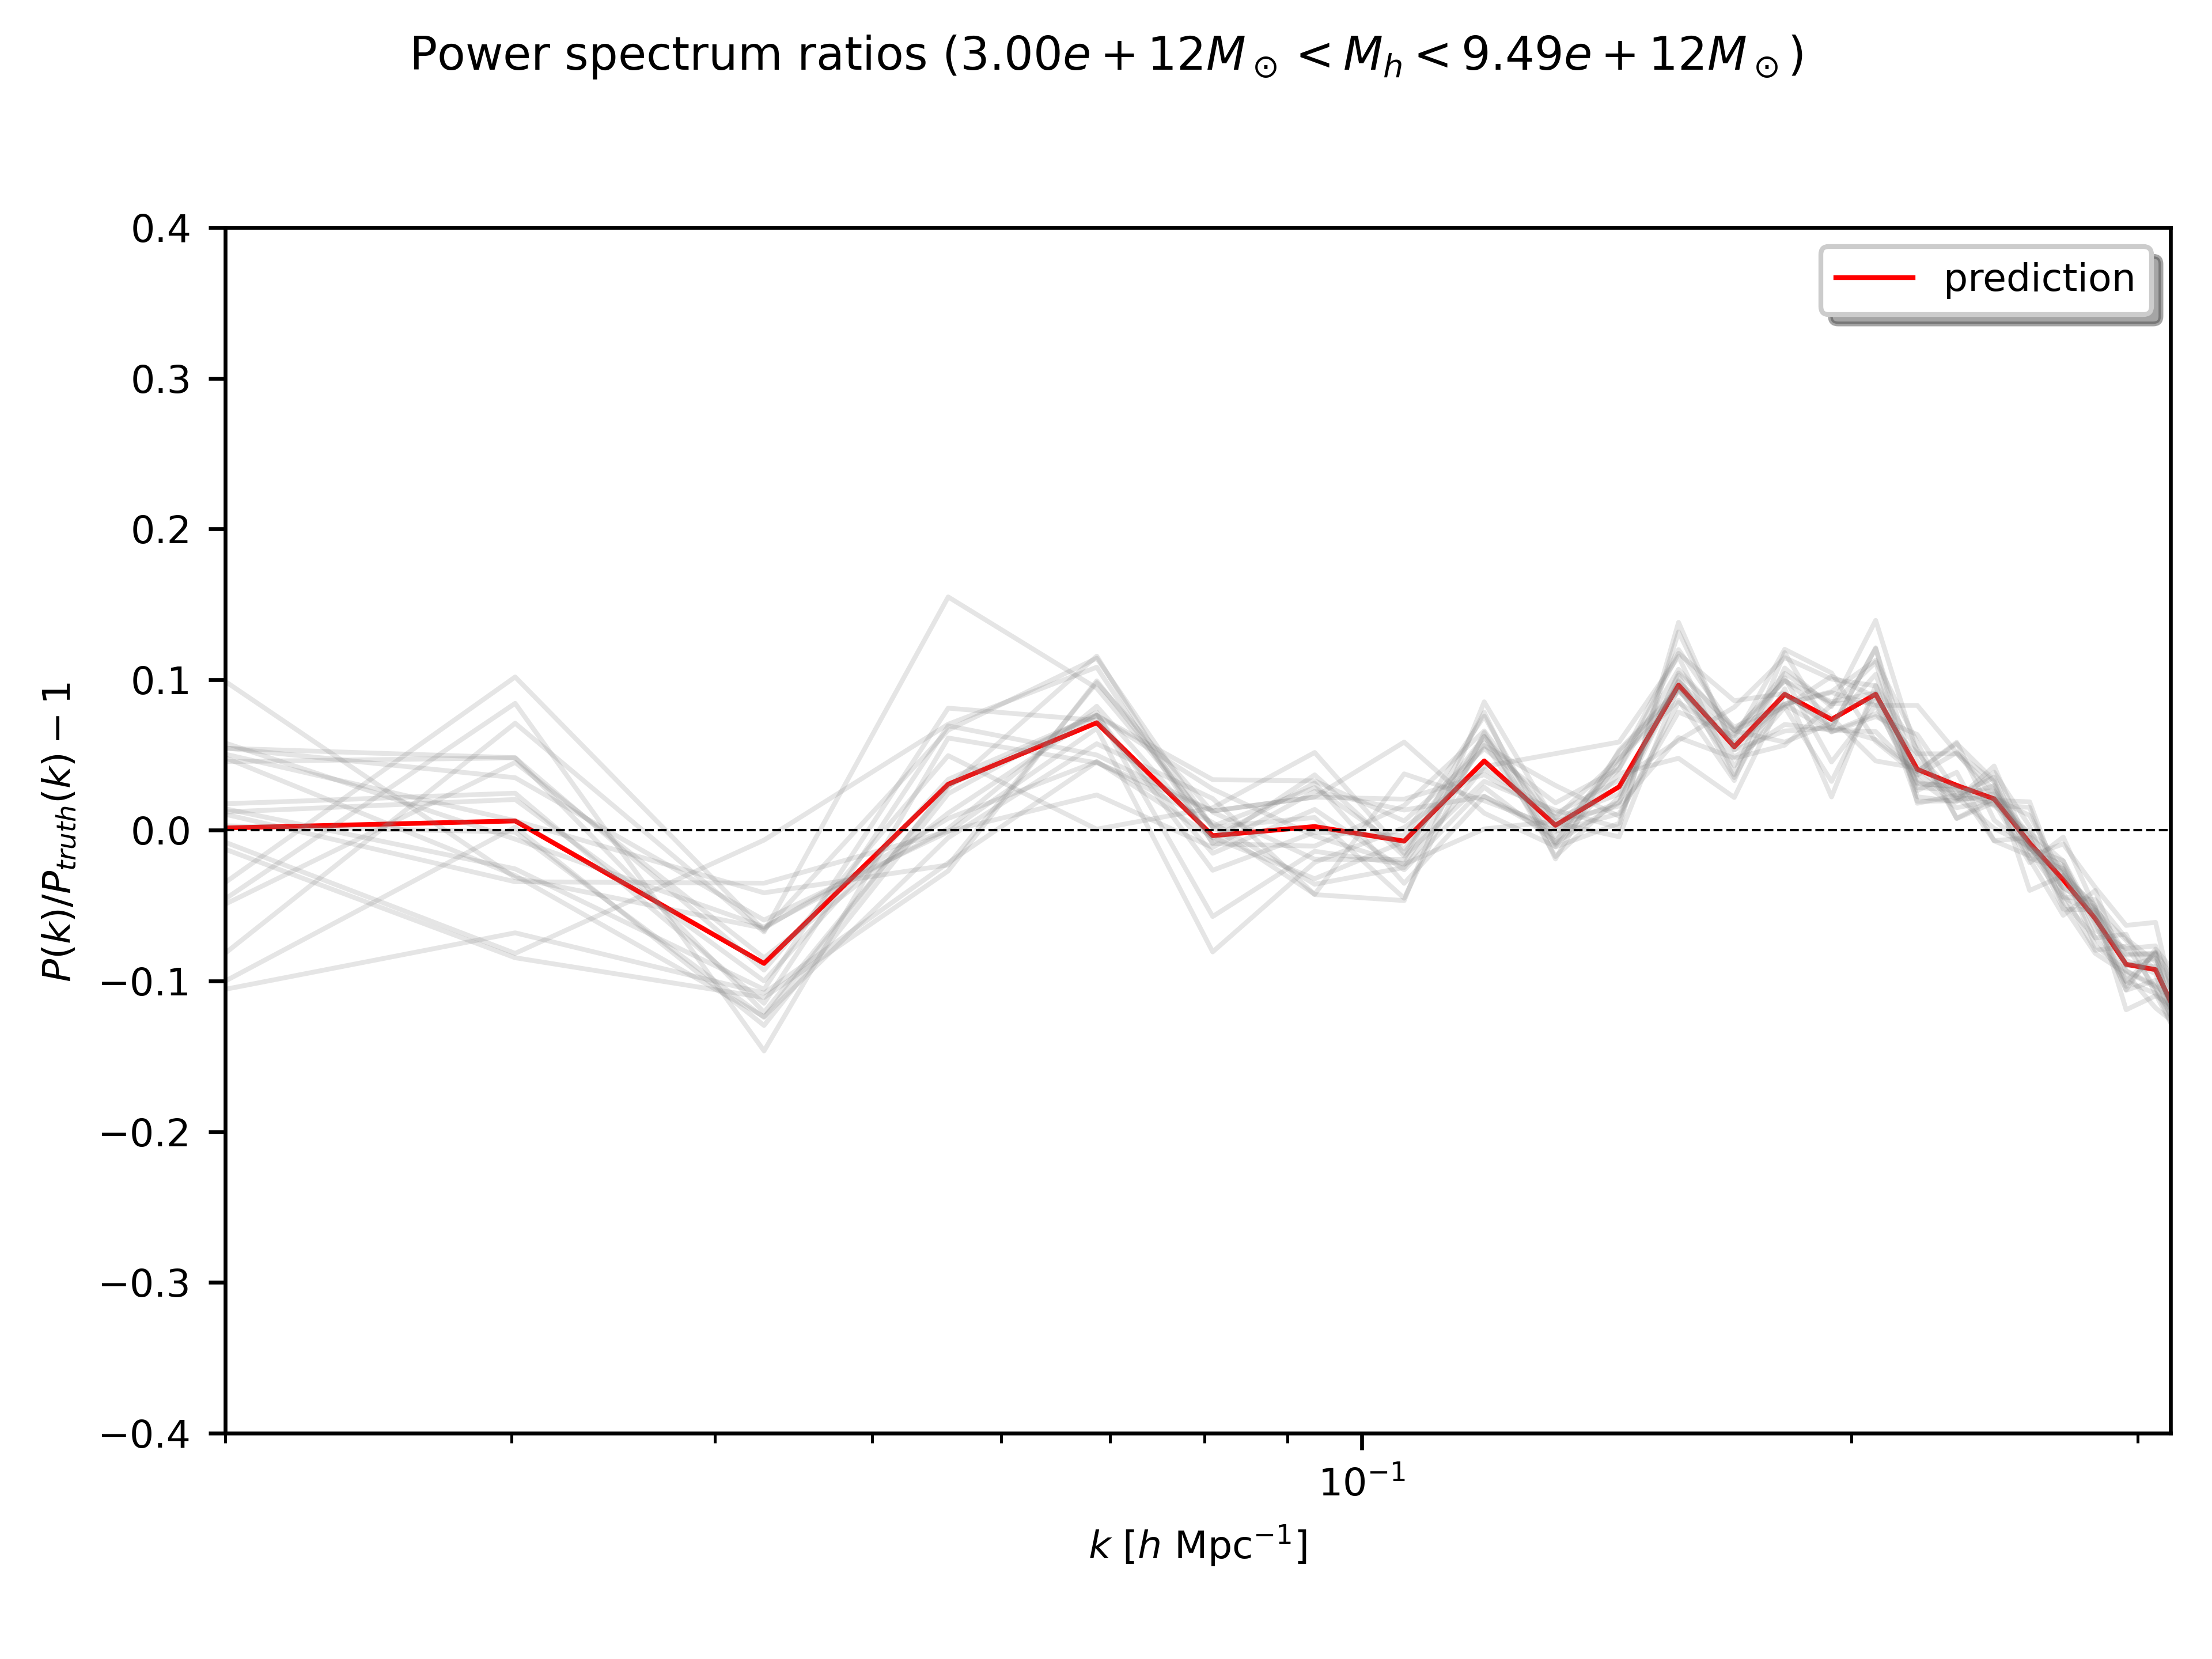 Power spectrum ratios (3.00e + 12M⊙ < Mh < 9.49e + 12M⊙)
0.4
prediction
0.3
0.2
0.1
0.0
−0.1
−0.2
−0.3
−0.4
P(k)/Ptruth(k) − 1
10⁻¹
k [h Mpc⁻¹]